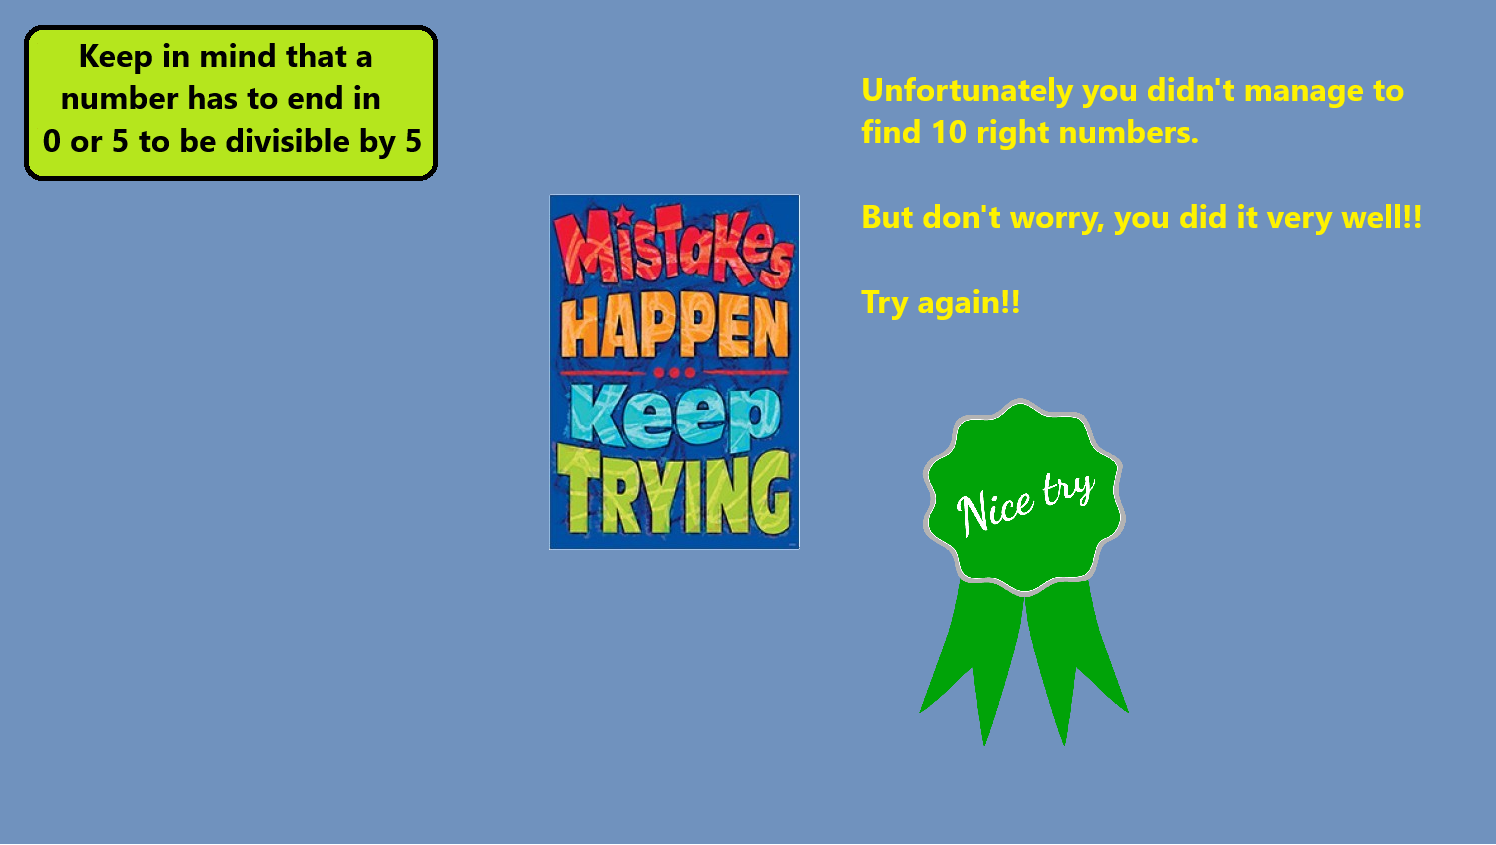 Keep in mind that a
number has to end in
0 or 5 to be divisible by 5
Unfortunately you didn't manage to
find 10 right numbers.
But don't worry, you did it very well!!
Try again!!
MISTAKES
HAPPEN
...
Keep
TRYING
Nice try